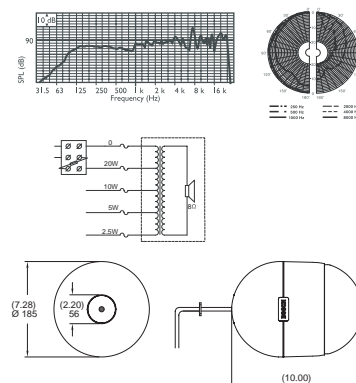 10 dB
90
SPL (dB)
31.5 63 125 250 500 1 k 2 k 4 k 8 k 16 k
Frequency (Hz)
250 Hz
500 Hz
1000 Hz
2000 Hz
4000 Hz
8000 Hz
0
20W
10W
5W
2.5W
8Ω
(7.28)
Ø 185
(2.20)
56
(10.00)